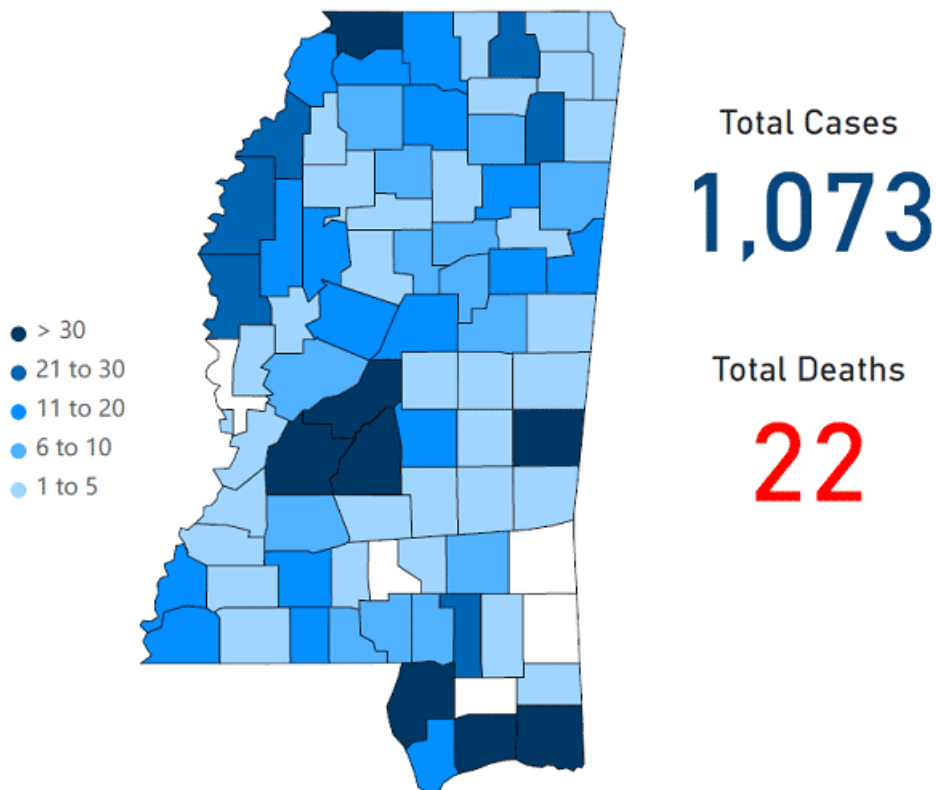 > 30
21 to 30
11 to 20
6 to 10
1 to 5
Total Cases
1,073
Total Deaths
22